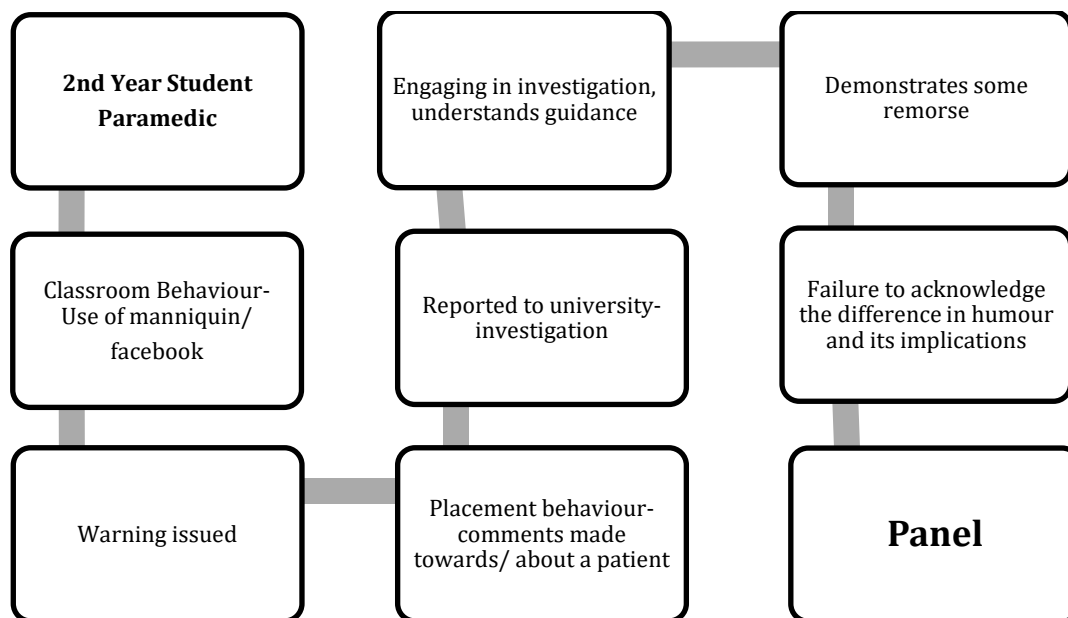 2nd Year Student
Paramedic
Classroom Behaviour-
Use of manniquin/
facebook
Warning issued
Placement behaviour-
comments made
towards/ about a patient
Reported to university-
investigation
Engaging in investigation,
understands guidance
Demonstrates some
remorse
Failure to acknowledge
the difference in humour
and its implications
Panel